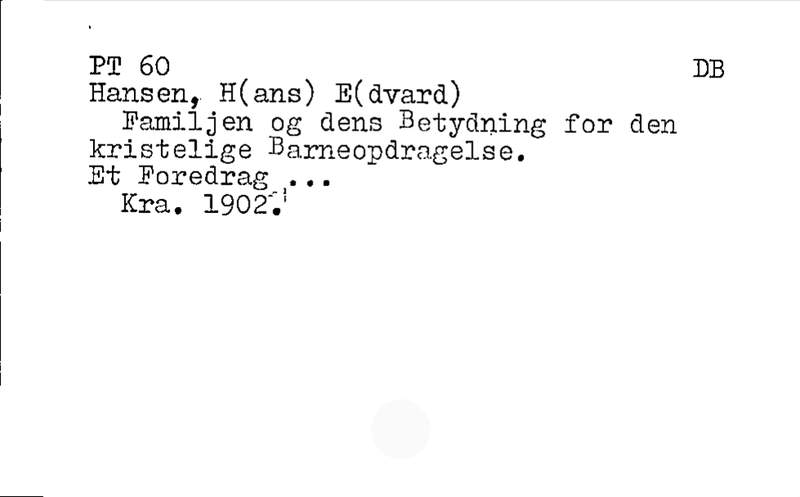 PT 60 DB
Hansen, H(ans) E(dvard)
Familjen og dens Betydning for den
kristelige Barneopdragelse.
Et Foredrag ...
Kra. 1902.